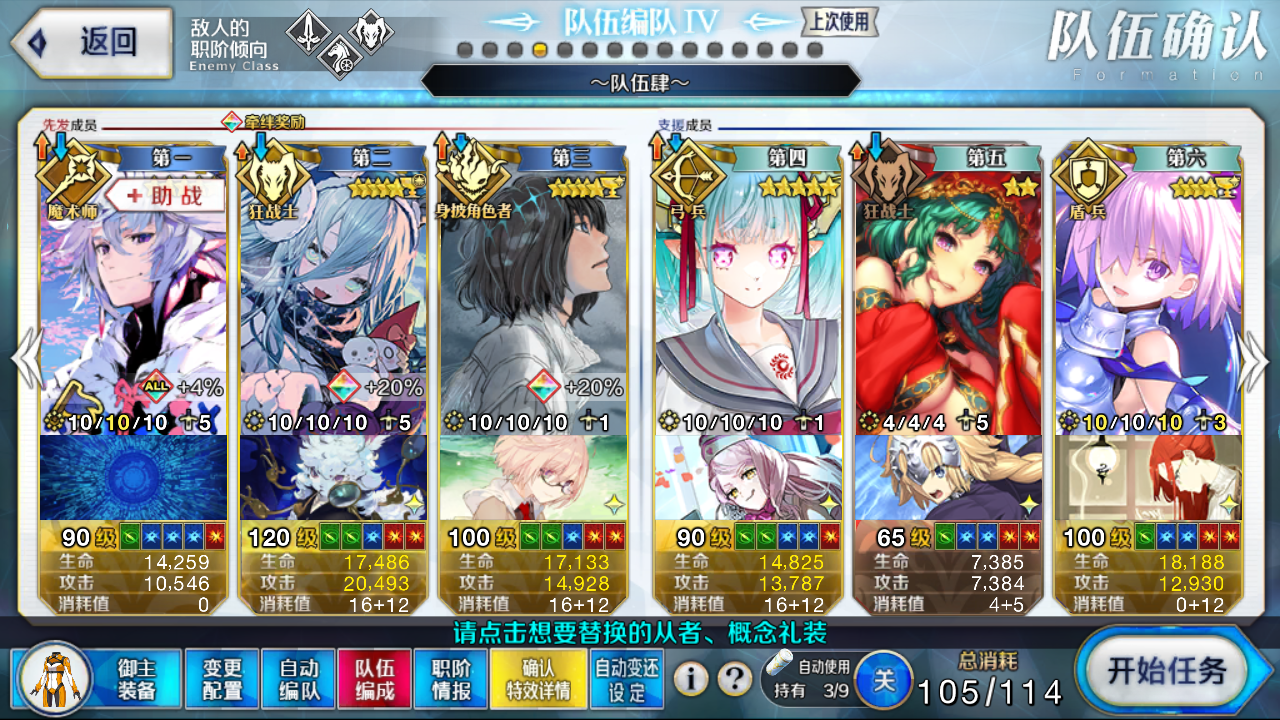 返回
敌人的
职阶倾向
Enemy Class
队伍编队 IV
上次使用
队伍确认
Formation
～队伍肆～
先发成员
牵绊奖励
支援成员
第一
第二
第三
第四
第五
第六
+助战
魔术师
狂战士
身披角色者
弓兵
狂战士
盾兵
ALL +4%
+20%
+20%
10/10/10 5
10/10/10 5
10/10/10 1
10/10/10 1
4/4/4 5
10/10/10 3
90级
120级
100级
90级
65级
100级
生命 14,259
攻击 10,546
消耗值 0
生命 17,486
攻击 20,493
消耗值 16+12
生命 17,133
攻击 14,928
消耗值 16+12
生命 14,825
攻击 13,787
消耗值 16+12
生命 7,385
攻击 7,384
消耗值 4+5
生命 18,188
攻击 12,930
消耗值 0+12
请点击想要替换的从者、概念礼装
御主
装备
变更
配置
自动
编队
队伍
编成
职阶
情报
确认
特效详情
自动变还
设定
i
?
自动使用
持有 3/9
关
总消耗
105/114
开始任务